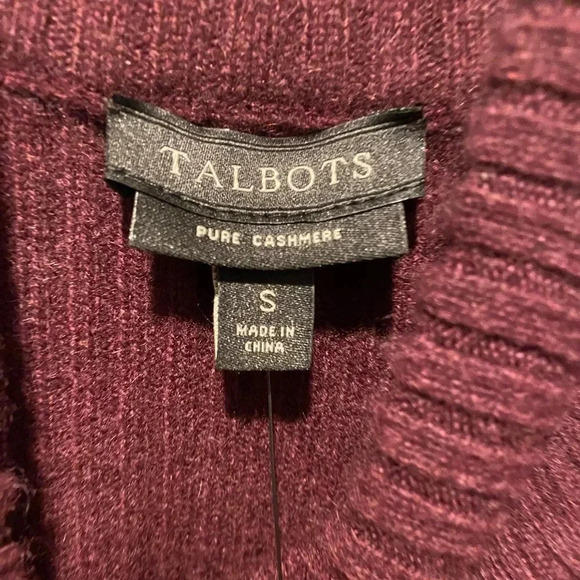 TALBOTS
PURE CASHMERE
S
MADE IN
CHINA